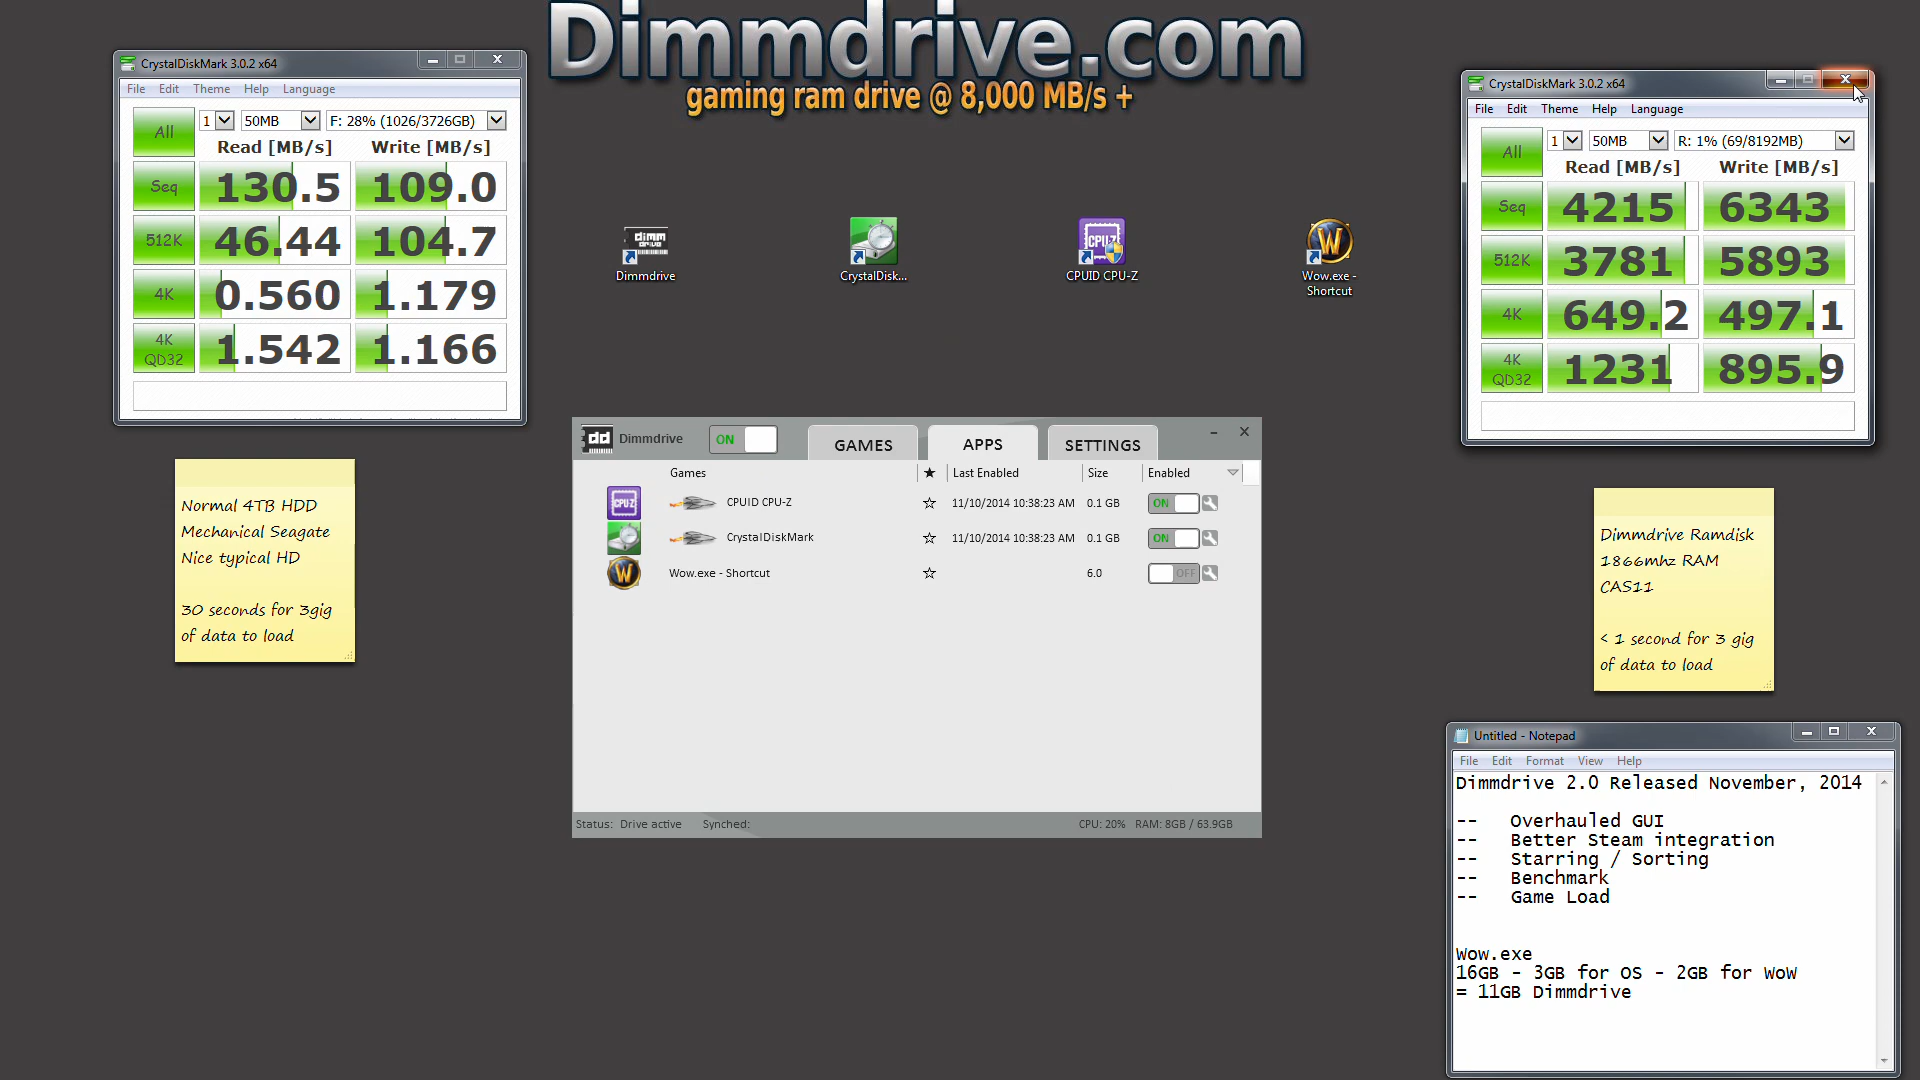 Dimmdrive.com
gaming ram drive @ 8,000 MB/s +
CrystalDiskMark 3.0.2 x64
File Edit Theme Help Language
All 1 50MB F: 28% (1026/3726GB)
Read [MB/s] Write [MB/s]
Seq 130.5 109.0
512K 46.44 104.7
4K 0.560 1.179
4K QD32 1.542 1.166
CrystalDiskMark 3.0.2 x64
File Edit Theme Help Language
All 1 50MB R: 1% (69/8192MB)
Read [MB/s] Write [MB/s]
Seq 4215 6343
512K 3781 5893
4K 649.2 497.1
4K QD32 1231 895.9
dimm
drive
Dimmdrive
CrystalDisk...
CPU-Z
CPUID CPU-Z
W
Wow.exe -
Shortcut
dd Dimmdrive ON GAMES APPS SETTINGS
Games Last Enabled Size Enabled
CPU-Z CPUID CPU-Z 11/10/2014 10:38:23 AM 0.1 GB ON
CrystalDiskMark 11/10/2014 10:38:23 AM 0.1 GB ON
W Wow.exe - Shortcut 6.0 OFF
Status: Drive active Synched: CPU: 20% RAM: 8GB / 63.9GB
Normal 4TB HDD
Mechanical Seagate
Nice typical HD
30 seconds for 3gig
of data to load
Dimmdrive Ramdisk
1866mhz RAM
CAS11
< 1 second for 3 gig
of data to load
Untitled - Notepad
File Edit Format View Help
Dimmdrive 2.0 Released November, 2014
-- Overhauled GUI
-- Better Steam integration
-- Starring / Sorting
-- Benchmark
-- Game Load
Wow.exe
16GB - 3GB for OS - 2GB for WoW
= 11GB Dimmdrive